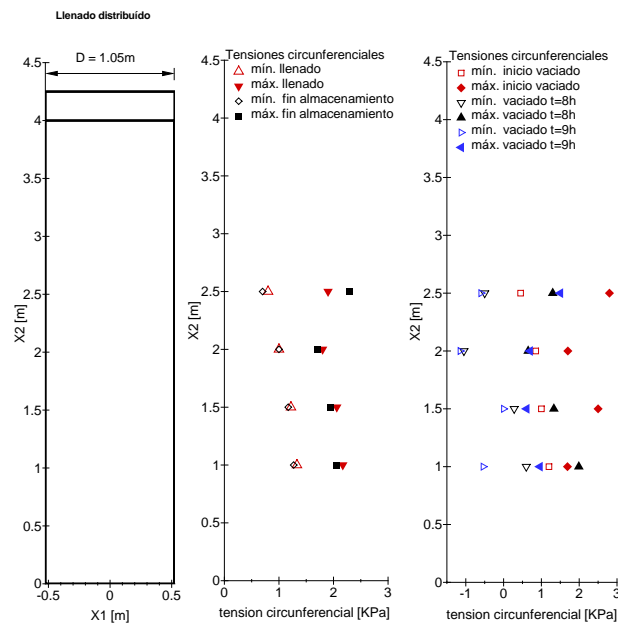 Llenado distribuído
D = 1.05m
4.5
4
3.5
3
2.5
2
1.5
1
0.5
0
X2 [m]
-0.5
0
0.5
X1 [m]
Tensiones circunferenciales
mín. llenado
máx. llenado
mín. fin almacenamiento
máx. fin almacenamiento
4.5
4
3.5
3
2.5
2
1.5
1
0.5
0
X2 [m]
0
1
2
3
tension circunferencial [KPa]
Tensiones circunferenciales
mín. inicio vaciado
máx. inicio vaciado
mín. vaciado t=8h
máx. vaciado t=8h
mín. vaciado t=9h
máx. vaciado t=9h
4.5
4
3.5
3
2.5
2
1.5
1
0.5
0
X2 [m]
-1
0
1
2
3
tension circunferencial [KPa]